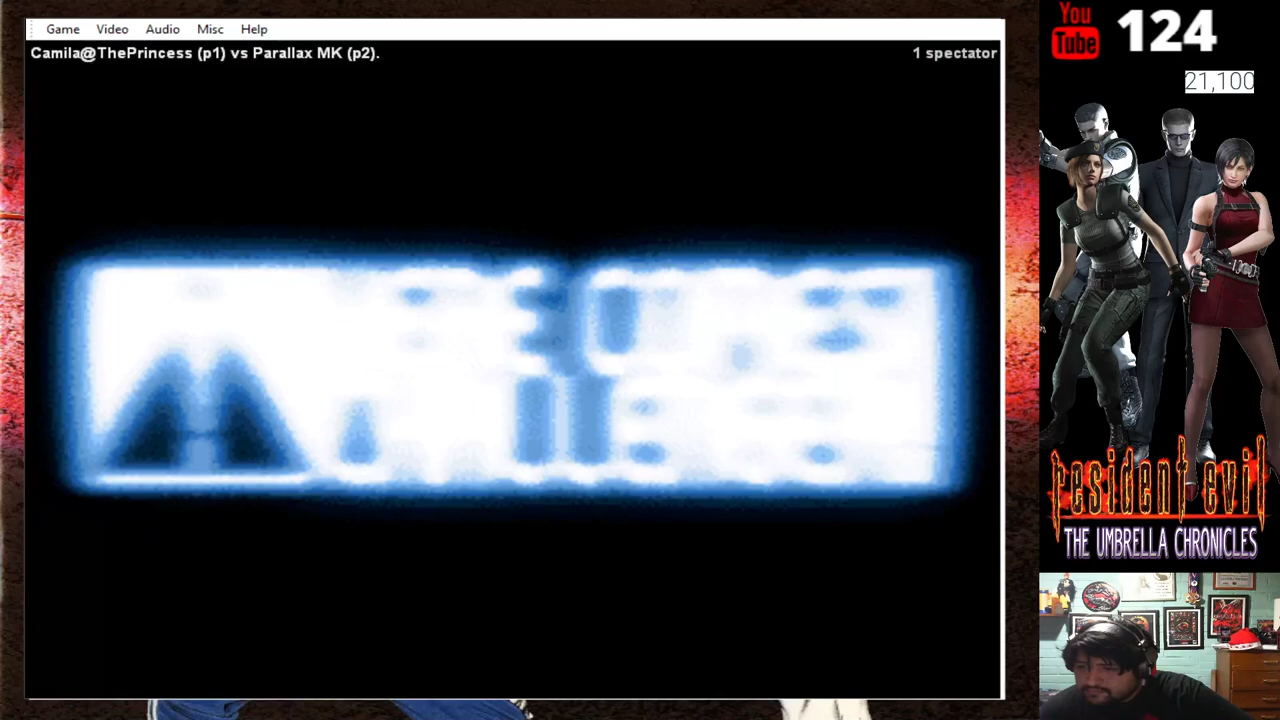 Game Video Audio Misc Help
Camila@ThePrincess (p1) vs Parallax MK (p2).
1 spectator
You
Tube
124
21,100
resident evil
THE UMBRELLA CHRONICLES